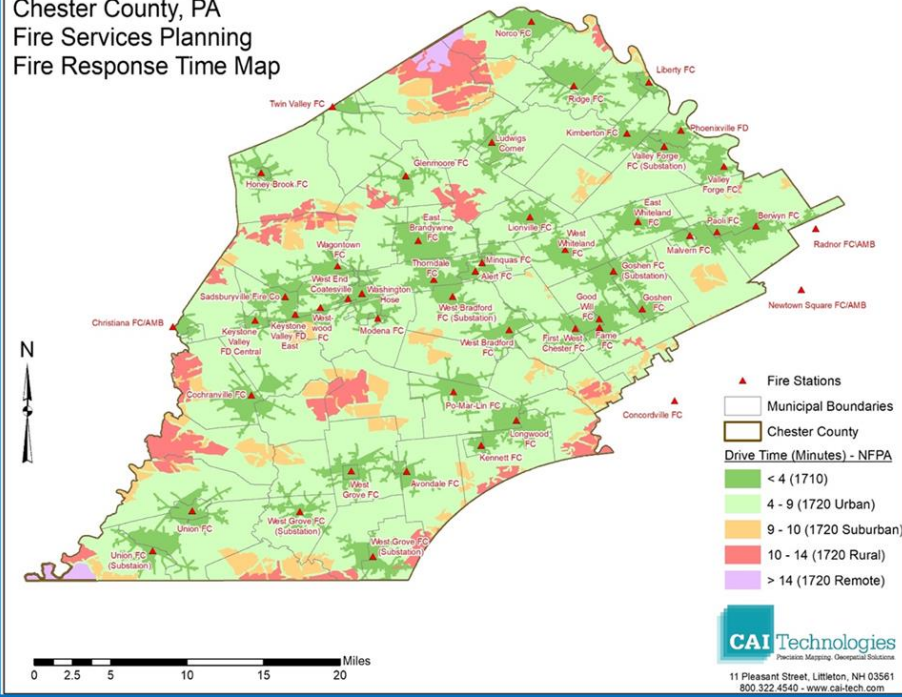 Chester County, PA
Fire Services Planning
Fire Response Time Map
Norco FC
Liberty FC
Ridge FC
Twin Valley FC
Kimberton FC
Phoenixville FD
Ludwigs
Corner
Valley Forge
FC (Substation)
Glenmoore FC
Valley
Forge FC
Honey Brook FC
East
Brandywine
FC
Lionville FC
East
Whiteland
FC
Paoli FC
Berwyn FC
West
Whiteland
FC
Malvern FC
Radnor FC\AMB
Wagontown
FC
Thorndale
FC
Minquas FC
Alert FC
Goshen FC
(Substation)
West End
Coatesville
Washington
Hose
Sadsburyville Fire Co
West Bradford
FC (Substation)
Good
Will
FC
Goshen
FC
Newtown Square FC/AMB
Christiana FC/AMB
Keystone
Valley
FD Central
Keystone
Valley FD
East
West-
wood
FC
Modena FC
West Bradford
FC
First West
Chester FC
Fame
FC
N
Cochranville FC
Po-Mar-Lin FC
Concordville FC
Longwood
FC
Kennett FC
West
Grove FC
Avondale FC
Union FC
West Grove FC
(Substation)
Union FC
(Substaion)
West Grove FC
(Substation)
Fire Stations
Municipal Boundaries
Chester County
Drive Time (Minutes) - NFPA
< 4 (1710)
4 - 9 (1720 Urban)
9 - 10 (1720 Suburban)
10 - 14 (1720 Rural)
> 14 (1720 Remote)
Miles
0 2.5 5 10 15 20
CAI Technologies
Precision Mapping. Geospatial Solutions.
11 Pleasant Street, Littleton, NH 03561
800.322.4540 - www.cai-tech.com